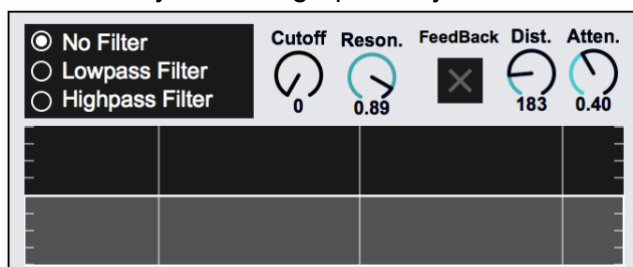 No Filter
Lowpass Filter
Highpass Filter
Cutoff
0
Reson.
0.89
FeedBack
Dist.
183
Atten.
0.40